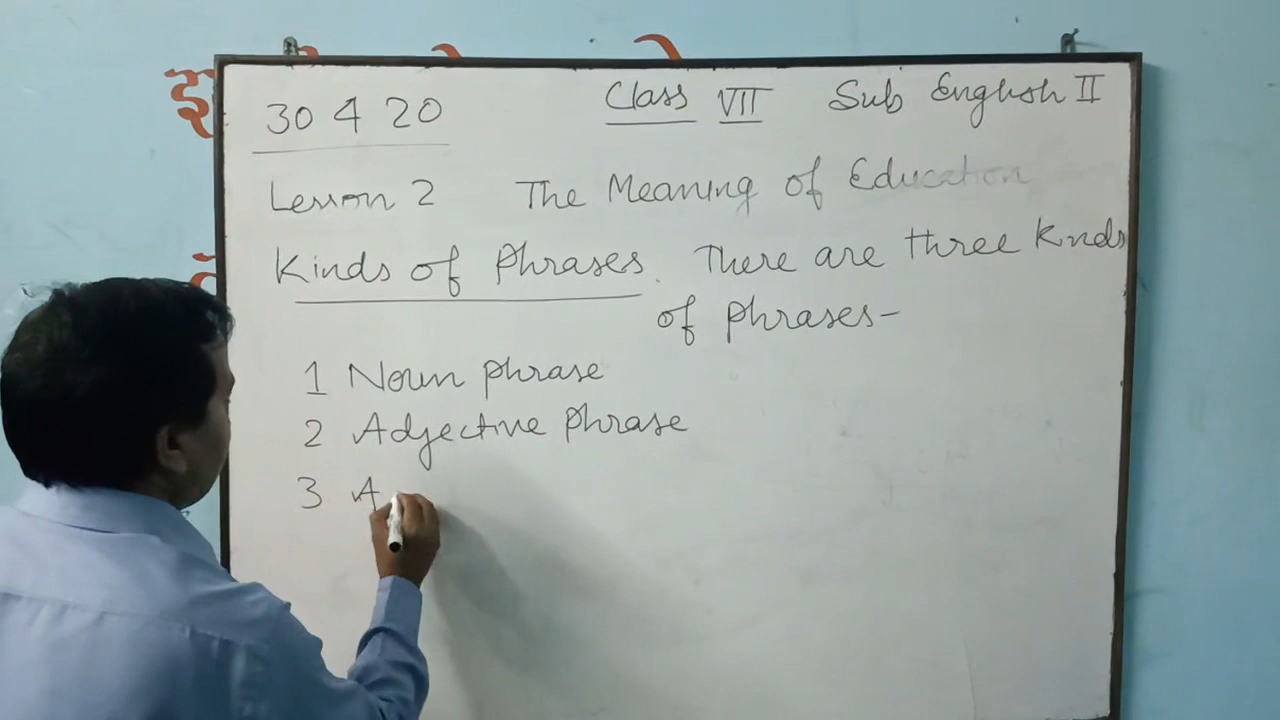 30 4 20
Class VII Sub English II
Lesson 2 The Meaning of Education
Kinds of Phrases. There are three Kinds
of phrases-
1 Noun phrase
2 Adjective phrase
3 A